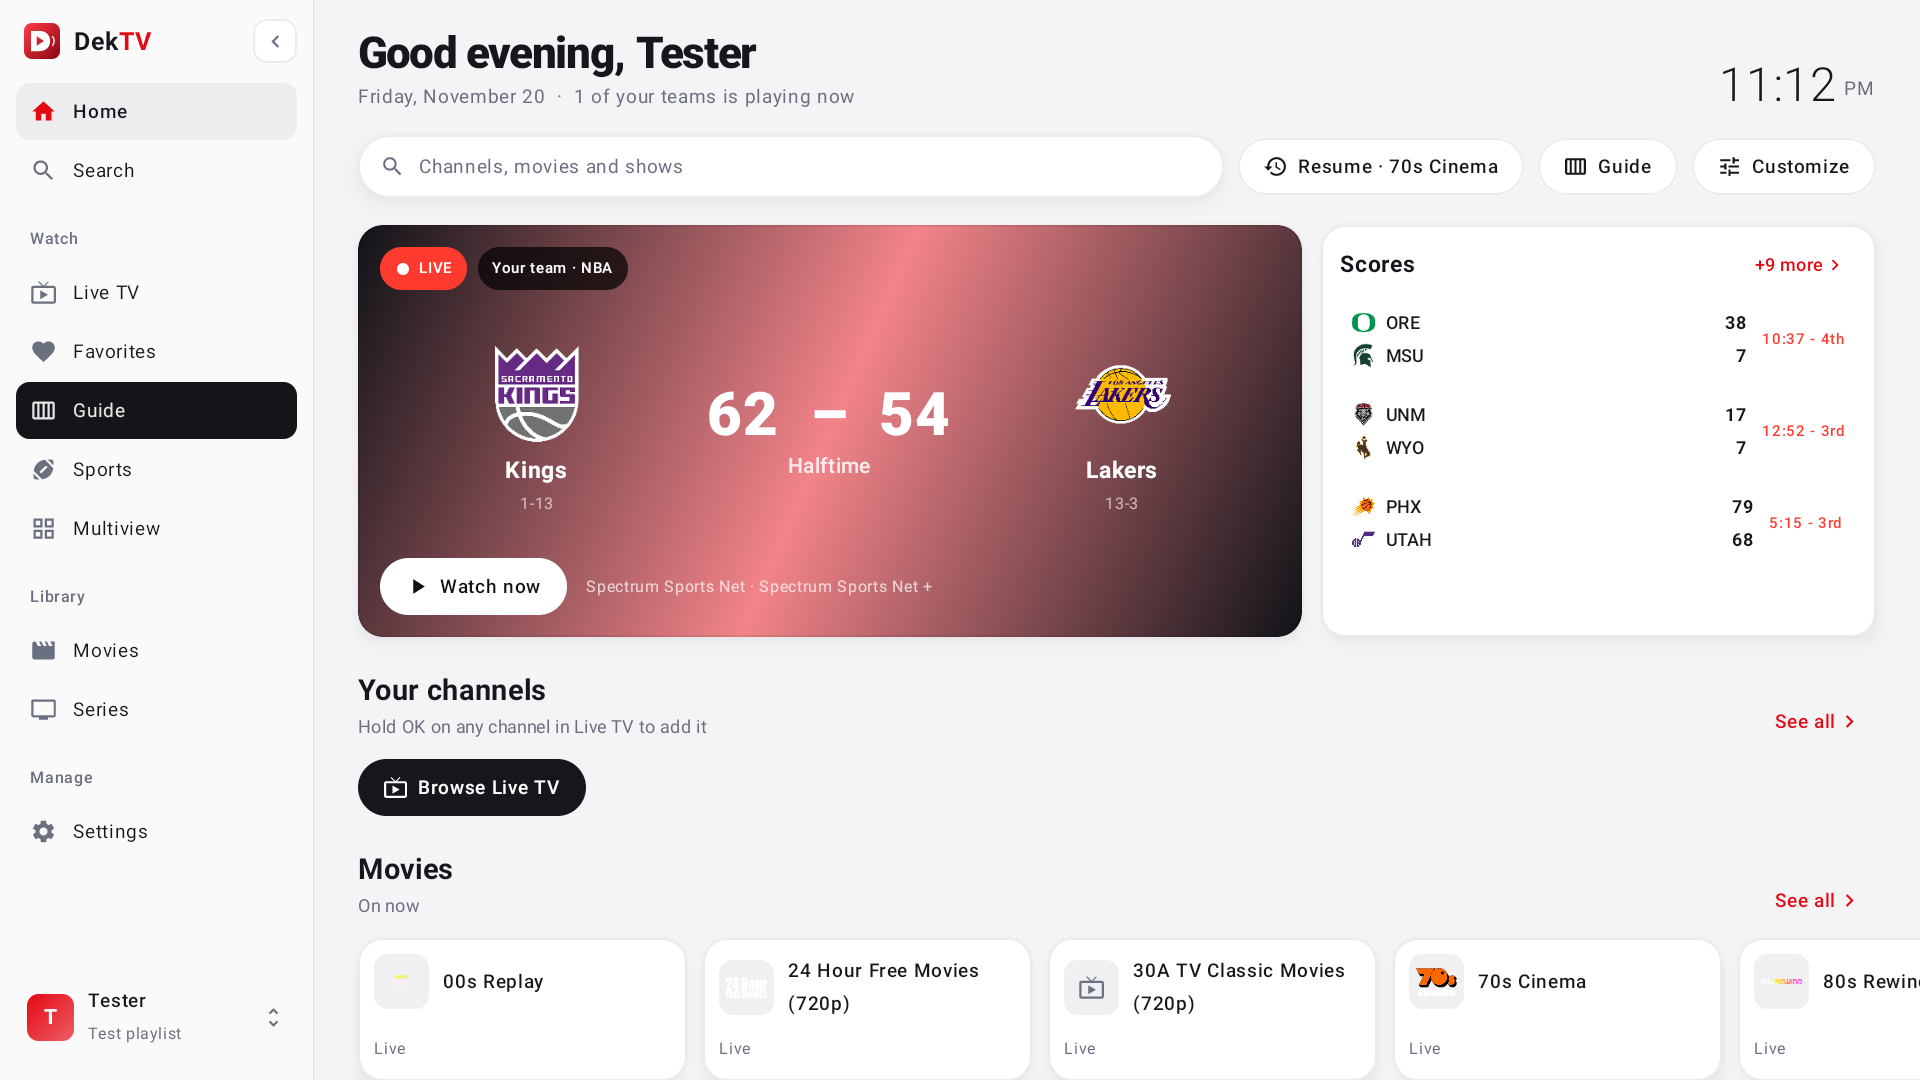 DekTV
Home
Search
Watch
Live TV
Favorites
Guide
Sports
Multiview
Library
Movies
Series
Manage
Settings
T
Tester
Test playlist
Good evening, Tester
Friday, November 20 · 1 of your teams is playing now
11:12 PM
Channels, movies and shows
Resume · 70s Cinema
Guide
Customize
LIVE
Your team · NBA
SACRAMENTO
KINGS
LOS ANGELES
LAKERS
62 – 54
Halftime
Kings
1-13
Lakers
13-3
Watch now
Spectrum Sports Net · Spectrum Sports Net +
Scores
+9 more
ORE 38
MSU 7
10:37 - 4th
UNM 17
WYO 7
12:52 - 3rd
PHX 79
UTAH 68
5:15 - 3rd
Your channels
Hold OK on any channel in Live TV to add it
See all
Browse Live TV
Movies
On now
See all
00s Replay
Live
24 Hour
FREE MOVIES
24 Hour Free Movies
(720p)
Live
30A TV Classic Movies
(720p)
Live
70s
70s Cinema
Live
80s Rewin
Live